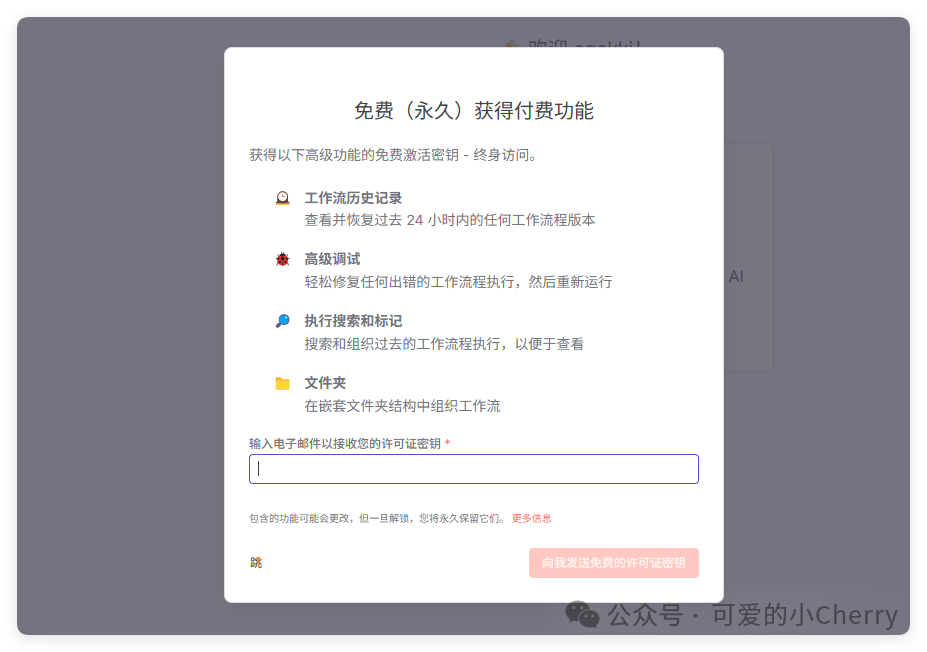 欢迎
免费（永久）获得付费功能
获得以下高级功能的免费激活密钥 - 终身访问。
工作流历史记录
查看并恢复过去 24 小时内的任何工作流程版本
高级调试
轻松修复任何出错的工作流程执行，然后重新运行
AI
执行搜索和标记
搜索和组织过去的工作流程执行，以便于查看
文件夹
在嵌套文件夹结构中组织工作流
输入电子邮件以接收您的许可证密钥 *
包含的功能可能会更改，但一旦解锁，您将永久保留它们。 更多信息
跳
向我发送免费的许可证密钥
公众号 · 可爱的小Cherry